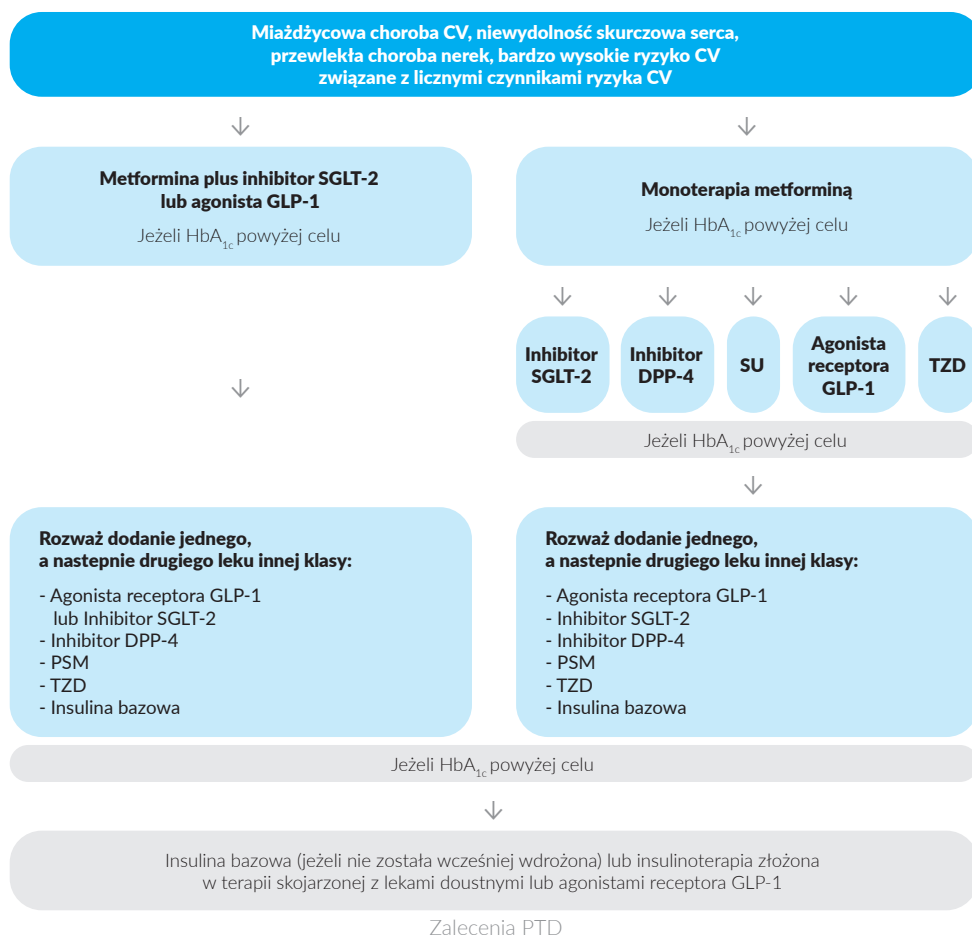 Miażdżycowa choroba CV, niewydolność skurczowa serca,
przewlekła choroba nerek, bardzo wysokie ryzyko CV
związane z licznymi czynnikami ryzyka CV
Metformina plus inhibitor SGLT-2
lub agonista GLP-1
Jeżeli HbA1c powyżej celu
Monoterapia metforminą
Jeżeli HbA1c powyżej celu
Inhibitor
SGLT-2
Inhibitor
DPP-4
SU
Agonista
receptora
GLP-1
TZD
Jeżeli HbA1c powyżej celu
Rozważ dodanie jednego,
a nastepnie drugiego leku innej klasy:
- Agonista receptora GLP-1
lub Inhibitor SGLT-2
- Inhibitor DPP-4
- PSM
- TZD
- Insulina bazowa
Rozważ dodanie jednego,
a nastepnie drugiego leku innej klasy:
- Agonista receptora GLP-1
- Inhibitor SGLT-2
- Inhibitor DPP-4
- PSM
- TZD
- Insulina bazowa
Jeżeli HbA1c powyżej celu
Insulina bazowa (jeżeli nie została wcześniej wdrożona) lub insulinoterapia złożona
w terapii skojarzonej z lekami doustnymi lub agonistami receptora GLP-1
Zalecenia PTD